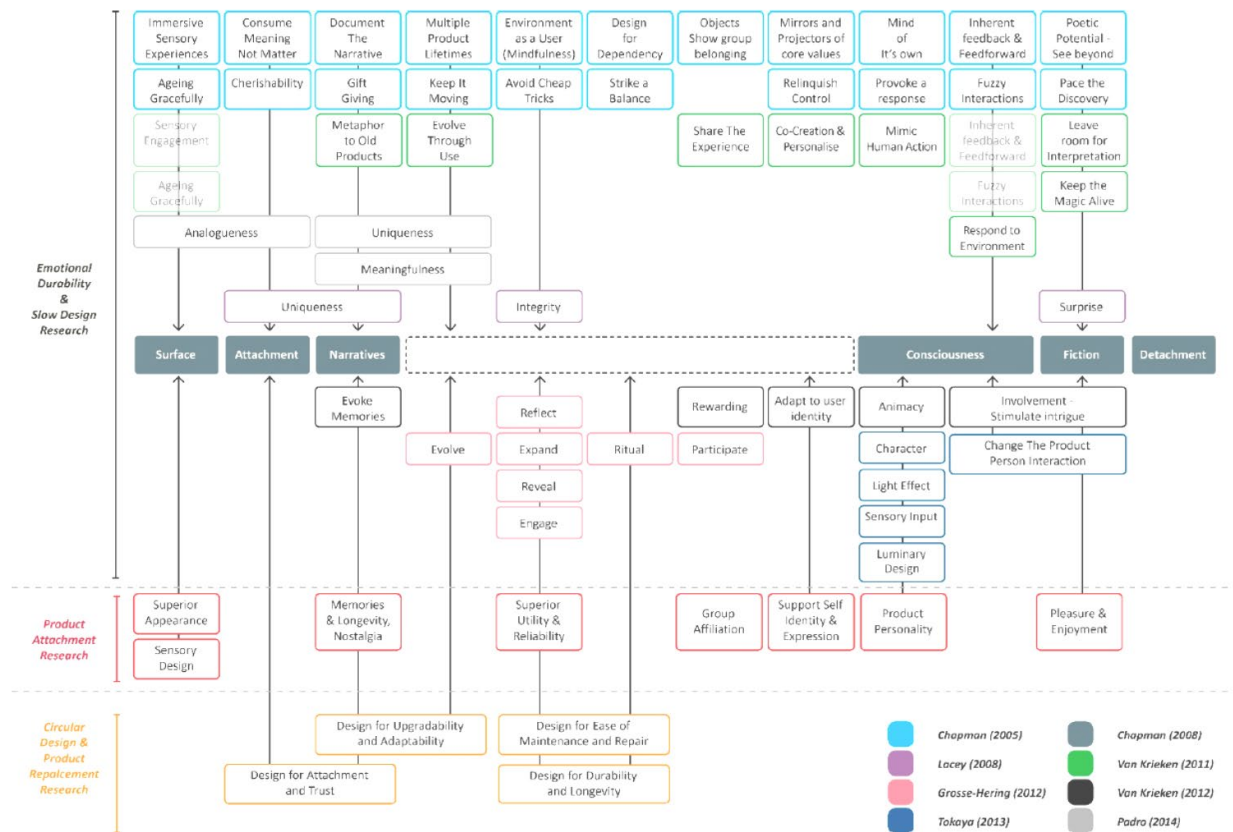 Immersive
Sensory
Experiences
Consume
Meaning
Not Matter
Document
The
Narrative
Multiple
Product
Lifetimes
Environment
as a User
(Mindfulness)
Design
for
Dependency
Objects
Show group
belonging
Mirrors and
Projectors of
core values
Mind
of
It's own
Inherent
feedback &
Feedforward
Poetic
Potential -
See beyond
Ageing
Gracefully
Cherishability
Gift
Giving
Keep It
Moving
Avoid Cheap
Tricks
Strike a
Balance
Relinquish
Control
Provoke a
response
Fuzzy
Interactions
Pace the
Discovery
Sensory
Engagement
Metaphor
to Old
Products
Evolve
Through
Use
Share The
Experience
Co-Creation &
Personalise
Mimic
Human Action
Inherent
feedback &
Feedforward
Leave
room for
Interpretation
Ageing
Gracefully
Fuzzy
Interactions
Keep the
Magic Alive
Analogueness
Uniqueness
Respond to
Environment
Meaningfulness
Emotional
Durability
&
Slow Design
Research
Uniqueness
Integrity
Surprise
Surface
Attachment
Narratives
Consciousness
Fiction
Detachment
Evoke
Memories
Reflect
Rewarding
Adapt to user
identity
Animacy
Involvement -
Stimulate intrigue
Evolve
Expand
Ritual
Participate
Character
Change The Product
Person Interaction
Reveal
Light Effect
Engage
Sensory Input
Luminary
Design
Product
Attachment
Research
Superior
Appearance
Memories
& Longevity,
Nostalgia
Superior
Utility &
Reliability
Group
Affiliation
Support Self
Identity &
Expression
Product
Personality
Pleasure &
Enjoyment
Sensory
Design
Circular
Design &
Product
Repalcement
Research
Design for Upgradability
and Adaptability
Design for Ease of
Maintenance and Repair
Design for Attachment
and Trust
Design for Durability
and Longevity
Chapman (2005)
Chapman (2008)
Lacey (2008)
Van Krieken (2011)
Grosse-Hering (2012)
Van Krieken (2012)
Tokaya (2013)
Padro (2014)